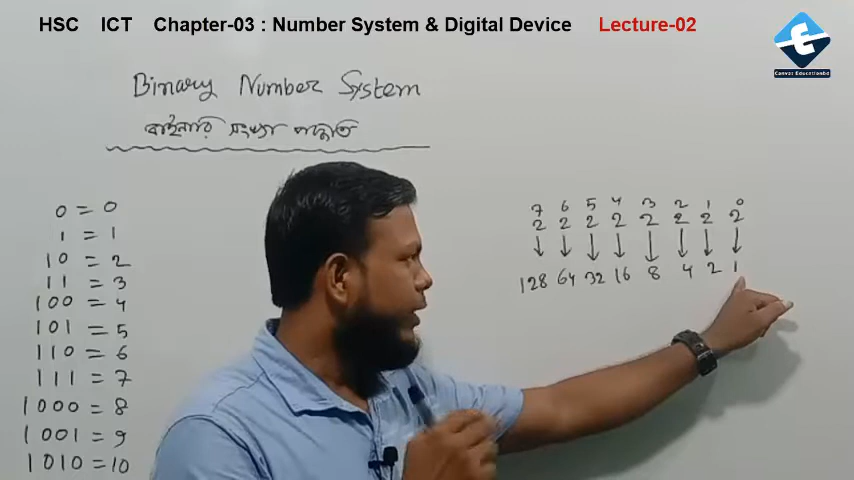 HSC ICT Chapter-03 : Number System & Digital Device Lecture-02
Canvas Educationbd
Binary Number System
বাইনারি সংখ্যা পদ্ধতি
0 = 0
1 = 1
10 = 2
11 = 3
100 = 4
101 = 5
110 = 6
111 = 7
1000 = 8
1001 = 9
1010 = 10
7 6 5 4 3 2 1 0
2 2 2 2 2 2 2 2
↓ ↓ ↓ ↓ ↓ ↓ ↓ ↓
128 64 32 16 8 4 2 1